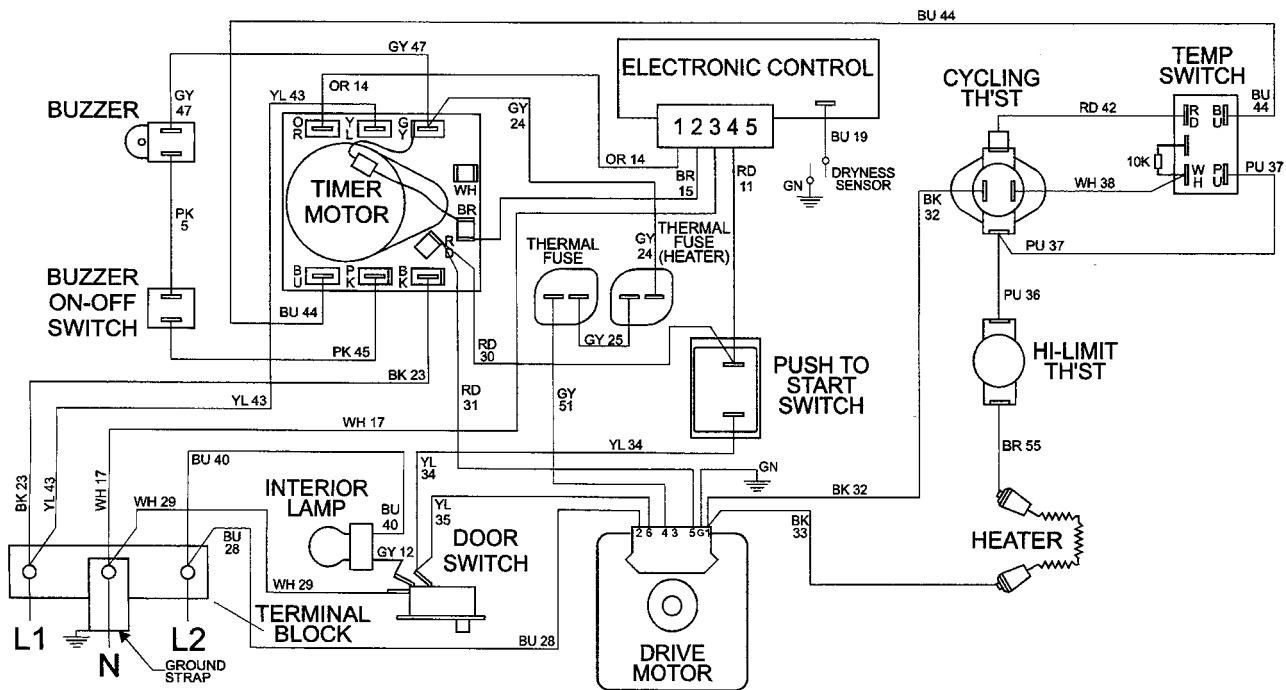 BU 44
GY 47
ELECTRONIC CONTROL
CYCLING
TH'ST
TEMP
SWITCH
BUZZER
GY
47
YL 43
OR 14
GY
24
O
R
Y
L
G
Y
1 2 3 4 5
BU 19
RD 42
R
D
B
U
BU
44
TIMER
MOTOR
WH
BR
R
D
OR 14
BR
15
RD
11
GN
DRYNESS
SENSOR
10K
W
H
P
U
PU 37
BK
32
WH 38
PK
5
THERMAL
FUSE
GY
24
THERMAL
FUSE
(HEATER)
PU 37
BUZZER
ON-OFF
SWITCH
B
U
P
K
B
K
BU 44
PK 45
GY 25
RD
30
PU 36
BK 23
RD
31
GY
51
PUSH TO
START
SWITCH
HI-LIMIT
TH'ST
YL 43
WH 17
YL 34
BR 55
BK 23
YL 43
WH 17
BU 40
WH 29
BU
28
INTERIOR
LAMP
BU
40
YL
34
YL
35
GN
BK 32
GY 12
DOOR
SWITCH
2 6 4 3 5 G 1
BK
33
HEATER
WH 29
L1
N
L2
TERMINAL
BLOCK
GROUND
STRAP
BU 28
DRIVE
MOTOR